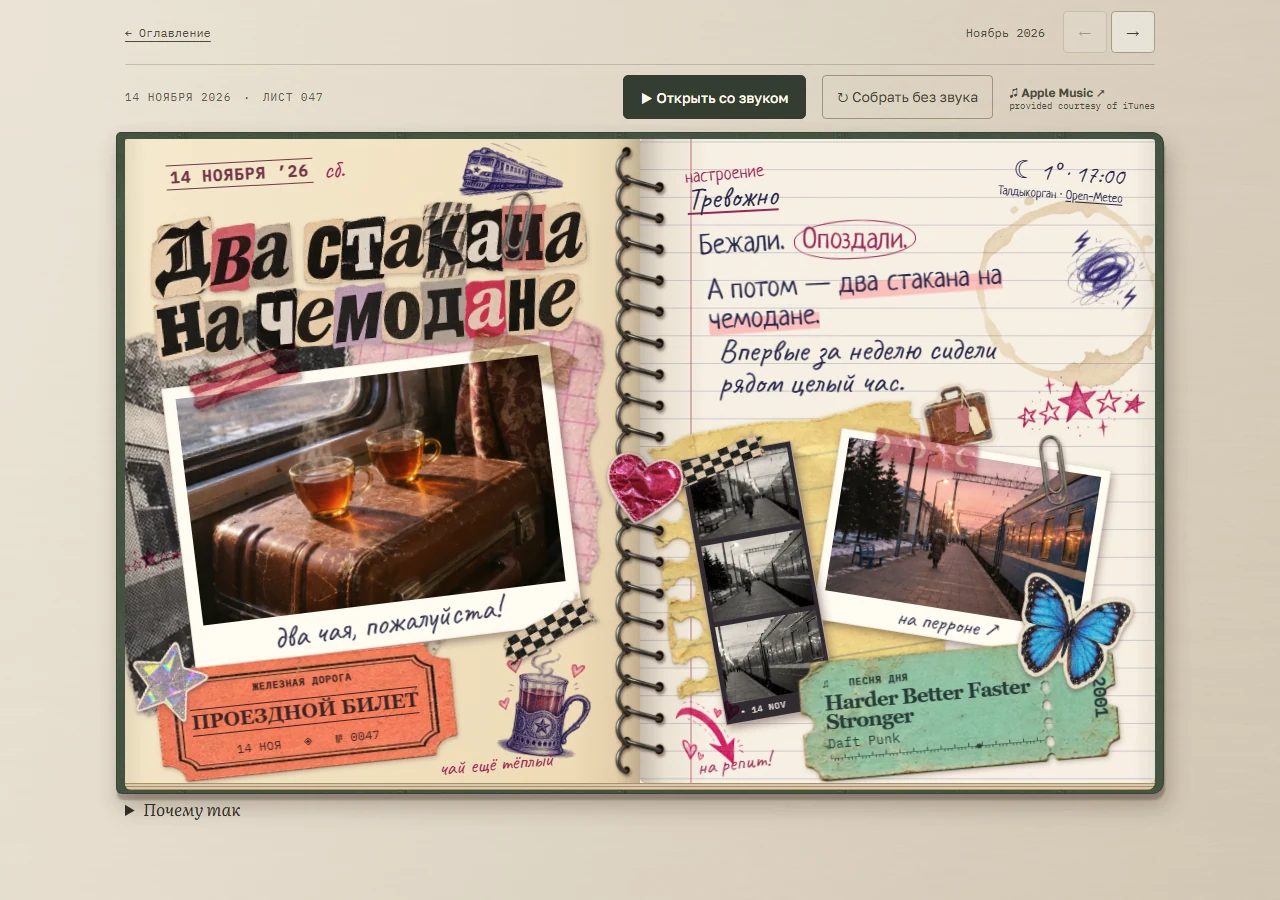 ← Оглавление
Ноябрь 2026
←
→
14 НОЯБРЯ 2026 · ЛИСТ 047
▶ Открыть со звуком
↻ Собрать без звука
♫ Apple Music ↗
provided courtesy of iTunes
14 НОЯБРЯ ’26 сб.
Два стакана
на чемодане
два чая, пожалуйста!
ЖЕЛЕЗНАЯ ДОРОГА
ПРОЕЗДНОЙ БИЛЕТ
14 НОЯ ◈ № 0047
чай ещё тёплый
настроение
Тревожно
☾ 1°· 17:00
Талдыкорган · Open-Meteo
Бежали. Опоздали.
А потом — два стакана на
чемодане.
Впервые за неделю сидели
рядом целый час.
14 NOV
на перроне ↗
на репит!
♫ ПЕСНЯ ДНЯ
Harder Better Faster
Stronger
Daft Punk
2001
▶ Почему так